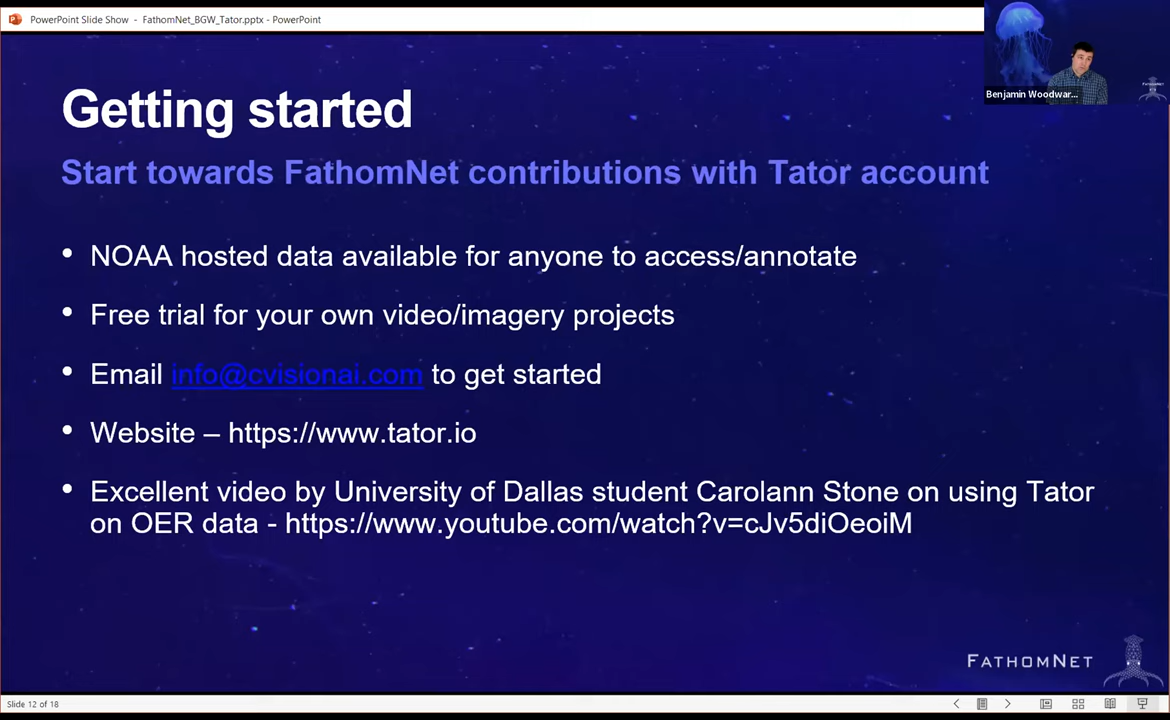 PowerPoint Slide Show - FathomNet_BGW_Tator.pptx - PowerPoint
Benjamin Woodwar...
Getting started
Start towards FathomNet contributions with Tator account
• NOAA hosted data available for anyone to access/annotate
• Free trial for your own video/imagery projects
• Email info@cvisionai.com to get started
• Website – https://www.tator.io
• Excellent video by University of Dallas student Carolann Stone on using Tator
on OER data - https://www.youtube.com/watch?v=cJv5diOeoiM
FATHOMNET
Slide 12 of 18